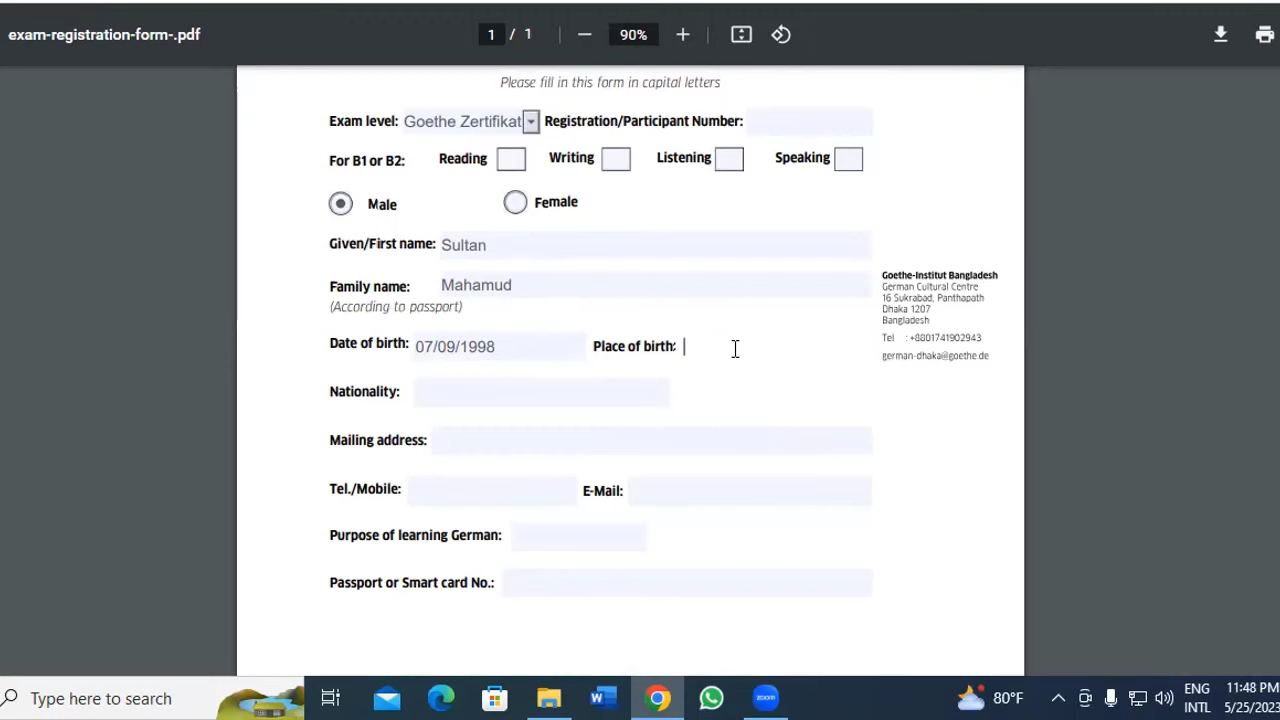 exam-registration-form-.pdf
1 / 1
90%
Please fill in this form in capital letters
Exam level: Goethe Zertifikat Registration/Participant Number:
For B1 or B2: Reading Writing Listening Speaking
Male Female
Given/First name: Sultan
Family name: Mahamud
(According to passport)
Goethe-Institut Bangladesh
German Cultural Centre
16 Sukrabad, Panthapath
Dhaka 1207
Bangladesh
Tel : +8801741902943
german-dhaka@goethe.de
Date of birth: 07/09/1998 Place of birth:
Nationality:
Mailing address:
Tel./Mobile: E-Mail:
Purpose of learning German:
Passport or Smart card No.:
Type here to search
W
zoom
80°F
ENG
INTL
11:48 PM
5/25/2023